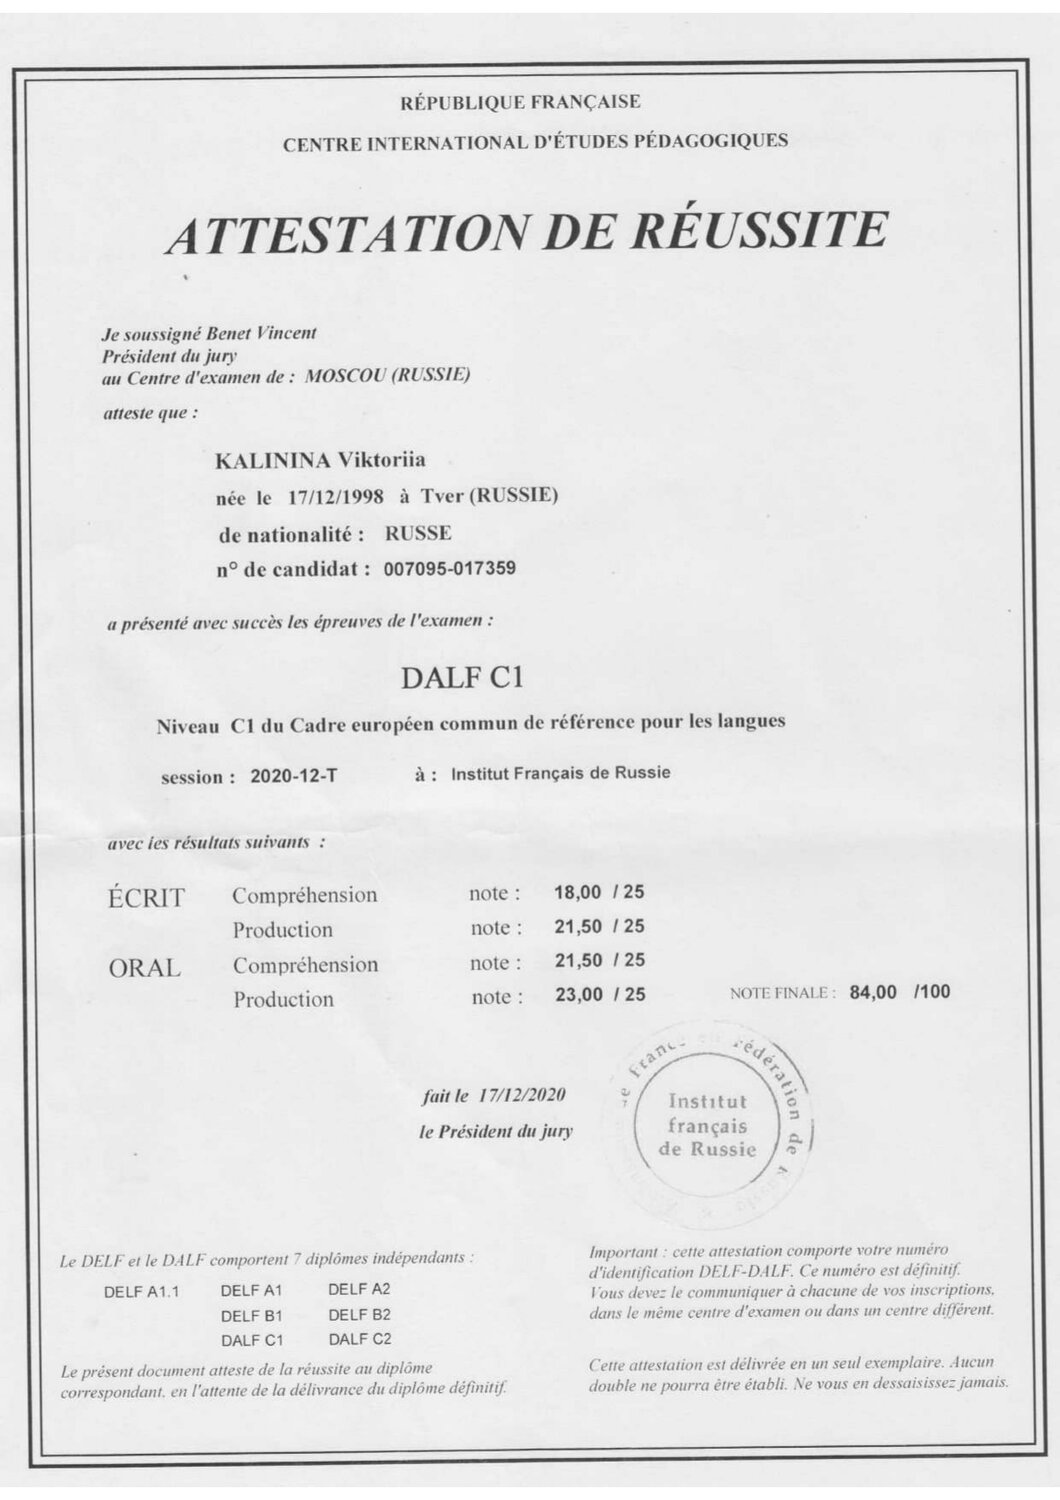 RÉPUBLIQUE FRANÇAISE
CENTRE INTERNATIONAL D'ÉTUDES PÉDAGOGIQUES
ATTESTATION DE RÉUSSITE
Je soussigné Benet Vincent
Président du jury
au Centre d'examen de : MOSCOU (RUSSIE)
atteste que :
KALININA Viktoriia
née le 17/12/1998 à Tver (RUSSIE)
de nationalité : RUSSE
n° de candidat : 007095-017359
a présenté avec succès les épreuves de l'examen :
DALF C1
Niveau C1 du Cadre européen commun de référence pour les langues
session : 2020-12-T à : Institut Français de Russie
avec les résultats suivants :
ÉCRIT Compréhension note : 18,00 / 25
Production note : 21,50 / 25
ORAL Compréhension note : 21,50 / 25
Production note : 23,00 / 25 NOTE FINALE : 84,00 /100
fait le 17/12/2020
le Président du jury
Fédération de
Institut
français
de Russie
Le DELF et le DALF comportent 7 diplômes indépendants :
DELF A1.1 DELF A1 DELF A2
DELF B1 DELF B2
DALF C1 DALF C2
Le présent document atteste de la réussite au diplôme
correspondant, en l'attente de la délivrance du diplôme définitif.
Important : cette attestation comporte votre numéro
d'identification DELF-DALF. Ce numéro est définitif.
Vous devez le communiquer à chacune de vos inscriptions,
dans le même centre d'examen ou dans un centre différent.
Cette attestation est délivrée en un seul exemplaire. Aucun
double ne pourra être établi. Ne vous en dessaisissez jamais.